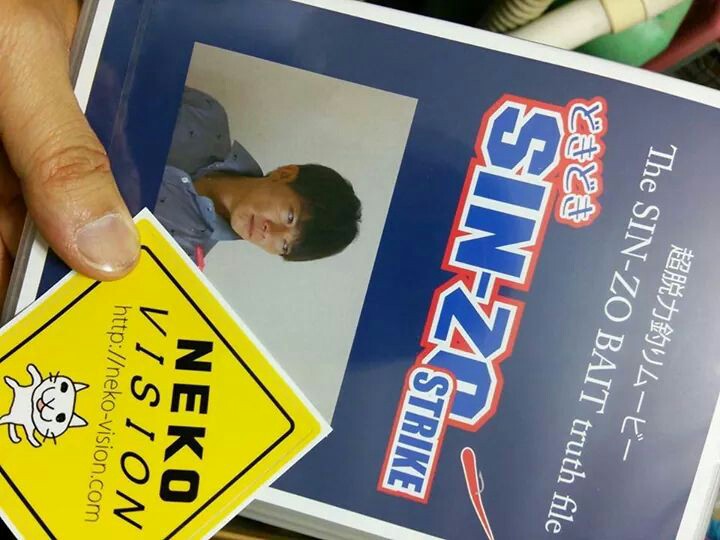 超脱力釣りムービー
The SIN-ZO BAIT truth file
どきどき
SIN-ZO
STRIKE
NEKO
VISION
http://neko-vision.com